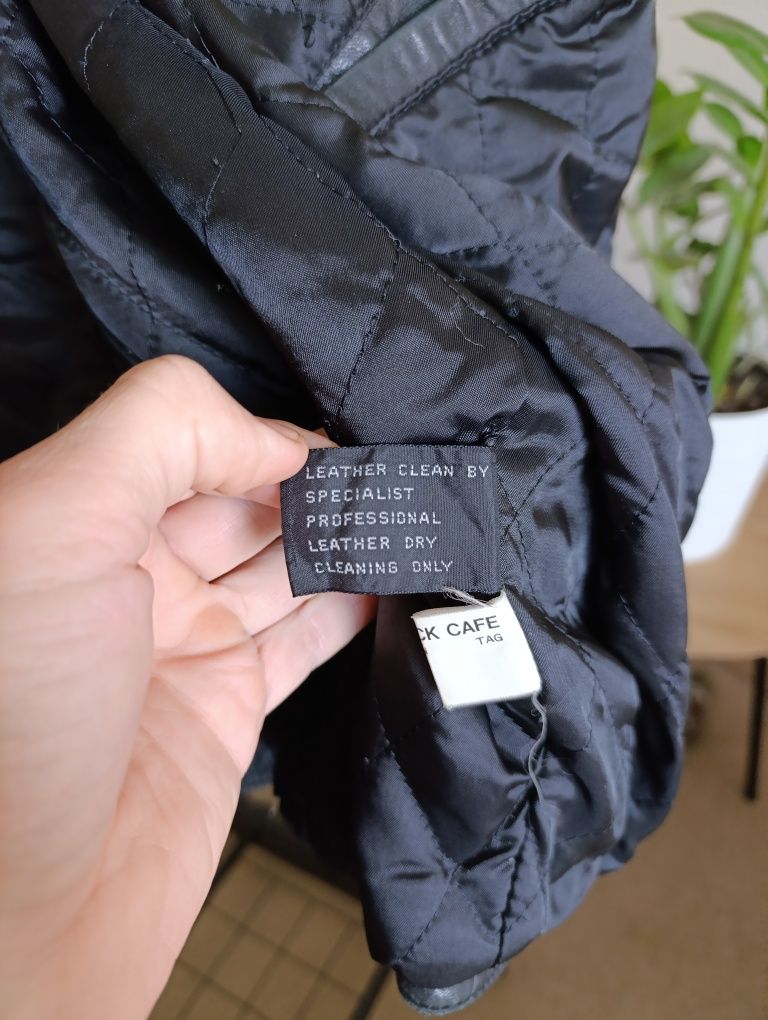 LEATHER CLEAN BY
SPECIALIST
PROFESSIONAL
LEATHER DRY
CLEANING ONLY
CK CAFE
TAG